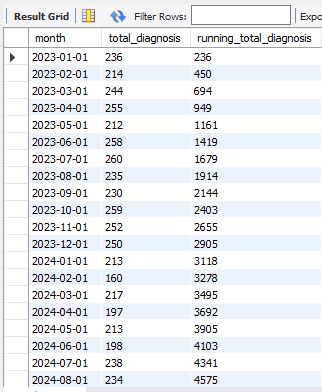 Result Grid Filter Rows: Expo
month total_diagnosis running_total_diagnosis
2023-01-01 236 236
2023-02-01 214 450
2023-03-01 244 694
2023-04-01 255 949
2023-05-01 212 1161
2023-06-01 258 1419
2023-07-01 260 1679
2023-08-01 235 1914
2023-09-01 230 2144
2023-10-01 259 2403
2023-11-01 252 2655
2023-12-01 250 2905
2024-01-01 213 3118
2024-02-01 160 3278
2024-03-01 217 3495
2024-04-01 197 3692
2024-05-01 213 3905
2024-06-01 198 4103
2024-07-01 238 4341
2024-08-01 234 4575